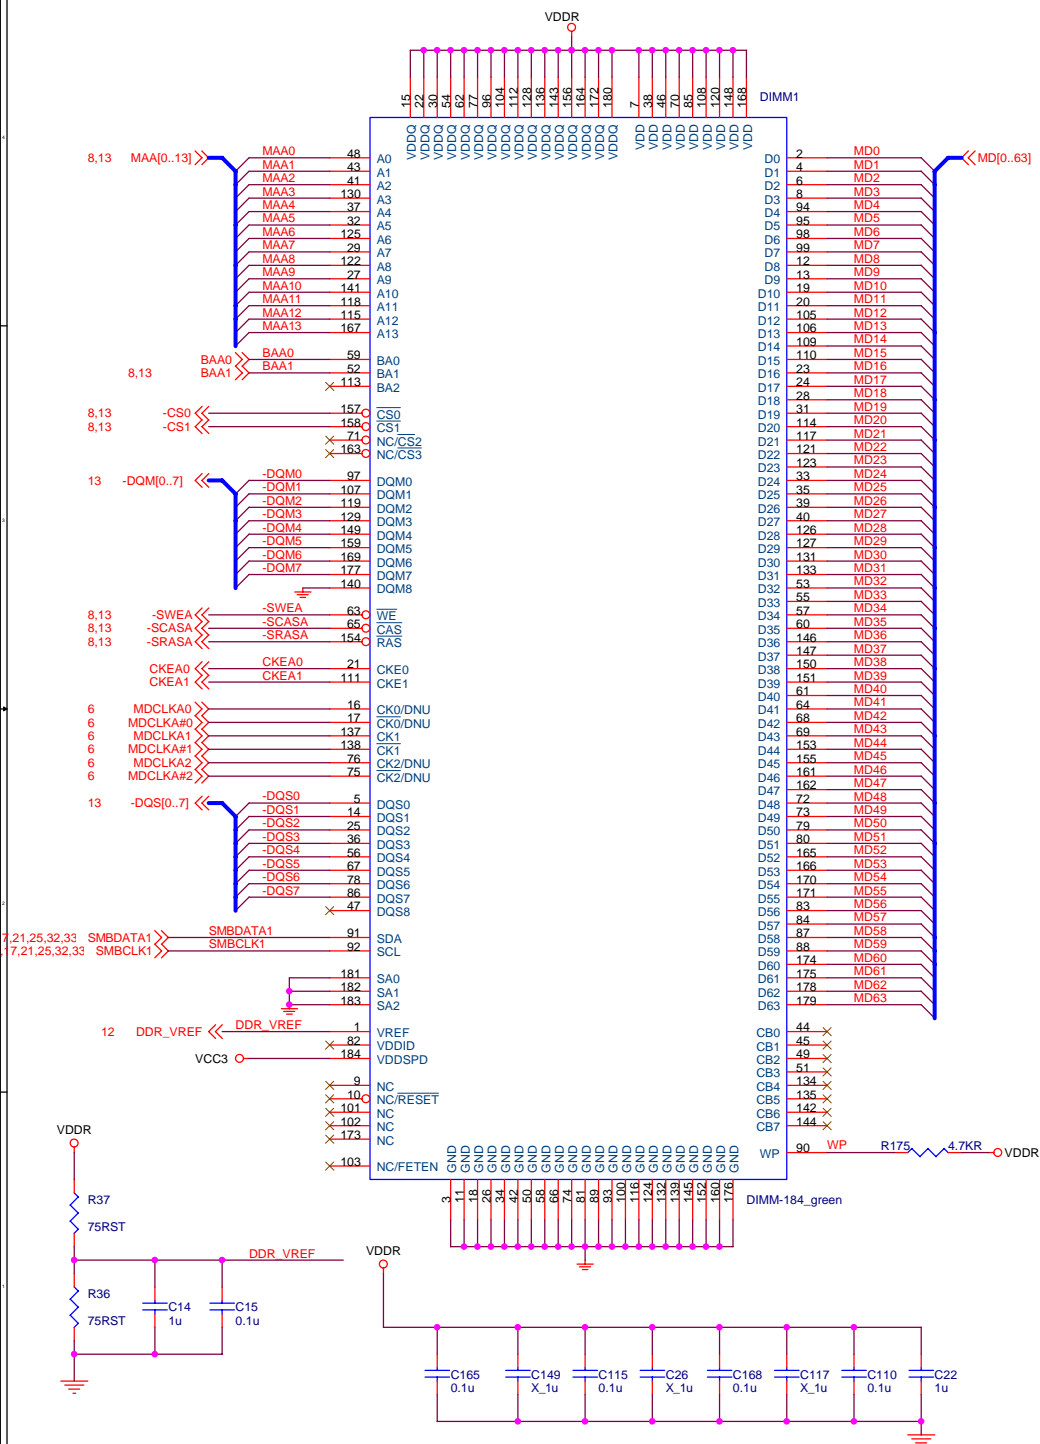 VDDR
DIMM1
15 22 30 54 62 77 96 104 112 128 136 143 156 164 172 180 7 38 46 70 85 108 120 148 168
VDDQ VDDQ VDDQ VDDQ VDDQ VDDQ VDDQ VDDQ VDDQ VDDQ VDDQ VDDQ VDDQ VDDQ VDDQ VDDQ VDD VDD VDD VDD VDD VDD VDD VDD VDD
8,13 MAA[0..13]
MAA0 48 A0
MAA1 43 A1
MAA2 41 A2
MAA3 130 A3
MAA4 37 A4
MAA5 32 A5
MAA6 125 A6
MAA7 29 A7
MAA8 122 A8
MAA9 27 A9
MAA10 141 A10
MAA11 118 A11
MAA12 115 A12
MAA13 167 A13
BAA0 BAA0 59 BA0
8,13 BAA1 BAA1 52 BA1
113 BA2
8,13 -CS0 157 CS0
8,13 -CS1 158 CS1
71 NC/CS2
163 NC/CS3
13 -DQM[0..7]
-DQM0 97 DQM0
-DQM1 107 DQM1
-DQM2 119 DQM2
-DQM3 129 DQM3
-DQM4 149 DQM4
-DQM5 159 DQM5
-DQM6 169 DQM6
-DQM7 177 DQM7
140 DQM8
8,13 -SWEA -SWEA 63 WE
8,13 -SCASA -SCASA 65 CAS
8,13 -SRASA -SRASA 154 RAS
CKEA0 CKEA0 21 CKE0
CKEA1 CKEA1 111 CKE1
6 MDCLKA0 16 CK0/DNU
6 MDCLKA#0 17 CK0/DNU
6 MDCLKA1 137 CK1
6 MDCLKA#1 138 CK1
6 MDCLKA2 76 CK2/DNU
6 MDCLKA#2 75 CK2/DNU
13 -DQS[0..7]
-DQS0 5 DQS0
-DQS1 14 DQS1
-DQS2 25 DQS2
-DQS3 36 DQS3
-DQS4 56 DQS4
-DQS5 67 DQS5
-DQS6 78 DQS6
-DQS7 86 DQS7
47 DQS8
7,21,25,32,33 SMBDATA1 SMBDATA1 91 SDA
,17,21,25,32,33 SMBCLK1 SMBCLK1 92 SCL
181 SA0
182 SA1
183 SA2
12 DDR_VREF DDR_VREF 1 VREF
82 VDDID
VCC3 184 VDDSPD
9 NC
10 NC/RESET
101 NC
102 NC
173 NC
103 NC/FETEN
MD[0..63]
D0 2 MD0
D1 4 MD1
D2 6 MD2
D3 8 MD3
D4 94 MD4
D5 95 MD5
D6 98 MD6
D7 99 MD7
D8 12 MD8
D9 13 MD9
D10 19 MD10
D11 20 MD11
D12 105 MD12
D13 106 MD13
D14 109 MD14
D15 110 MD15
D16 23 MD16
D17 24 MD17
D18 28 MD18
D19 31 MD19
D20 114 MD20
D21 117 MD21
D22 121 MD22
D23 123 MD23
D24 33 MD24
D25 35 MD25
D26 39 MD26
D27 40 MD27
D28 126 MD28
D29 127 MD29
D30 131 MD30
D31 133 MD31
D32 53 MD32
D33 55 MD33
D34 57 MD34
D35 60 MD35
D36 146 MD36
D37 147 MD37
D38 150 MD38
D39 151 MD39
D40 61 MD40
D41 64 MD41
D42 68 MD42
D43 69 MD43
D44 153 MD44
D45 155 MD45
D46 161 MD46
D47 162 MD47
D48 72 MD48
D49 73 MD49
D50 79 MD50
D51 80 MD51
D52 165 MD52
D53 166 MD53
D54 170 MD54
D55 171 MD55
D56 83 MD56
D57 84 MD57
D58 87 MD58
D59 88 MD59
D60 174 MD60
D61 175 MD61
D62 178 MD62
D63 179 MD63
CB0 44
CB1 45
CB2 49
CB3 51
CB4 134
CB5 135
CB6 142
CB7 144
WP 90 WP R175 4.7KR VDDR
GND GND GND GND GND GND GND GND GND GND GND GND GND GND GND GND GND GND GND GND GND GND
3 11 18 26 34 42 50 58 66 74 81 89 93 100 116 124 132 139 145 152 160 176
DIMM-184_green
VDDR
R37
75RST
DDR_VREF
R36
75RST
C14
1u
C15
0.1u
VDDR
C165
0.1u
C149
X_1u
C115
0.1u
C26
X_1u
C168
0.1u
C117
X_1u
C110
0.1u
C22
1u